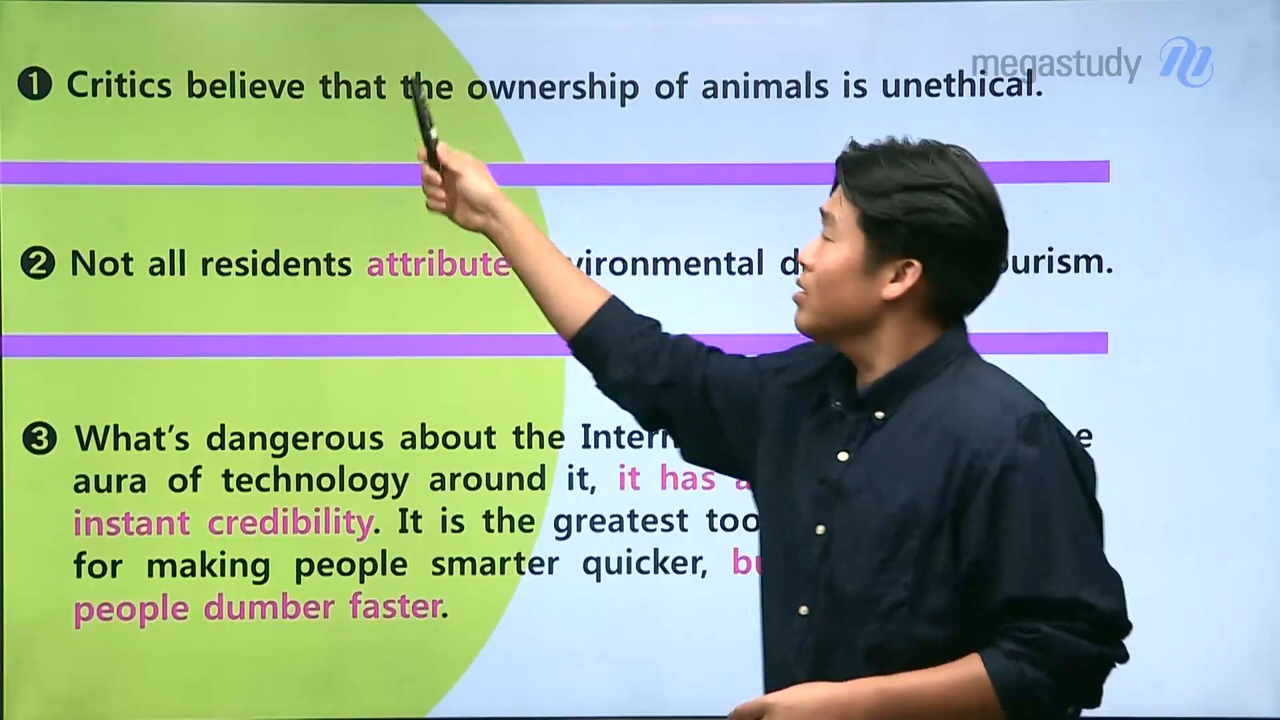 megastudy
❶ Critics believe that the ownership of animals is unethical.
❷ Not all residents attribute
❸ What's dangerous about the
aura of technology around it, it has
instant credibility. It is the greatest
for making people smarter quicker,
people dumber faster.